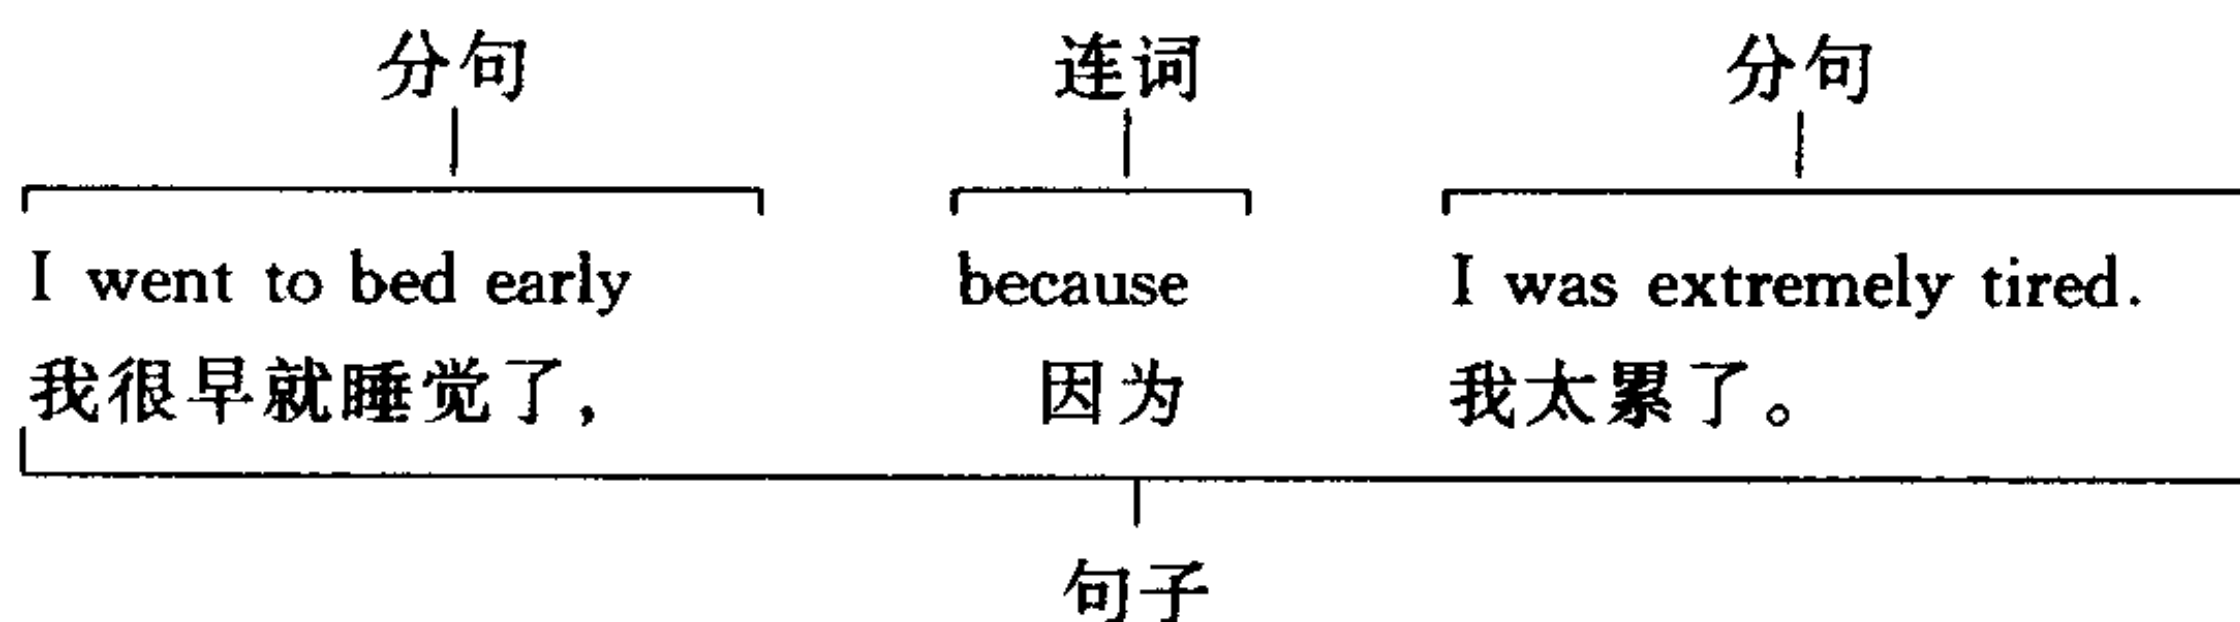 分句 连词 分句
I went to bed early because I was extremely tired.
我很早就睡觉了, 因为 我太累了。
句子